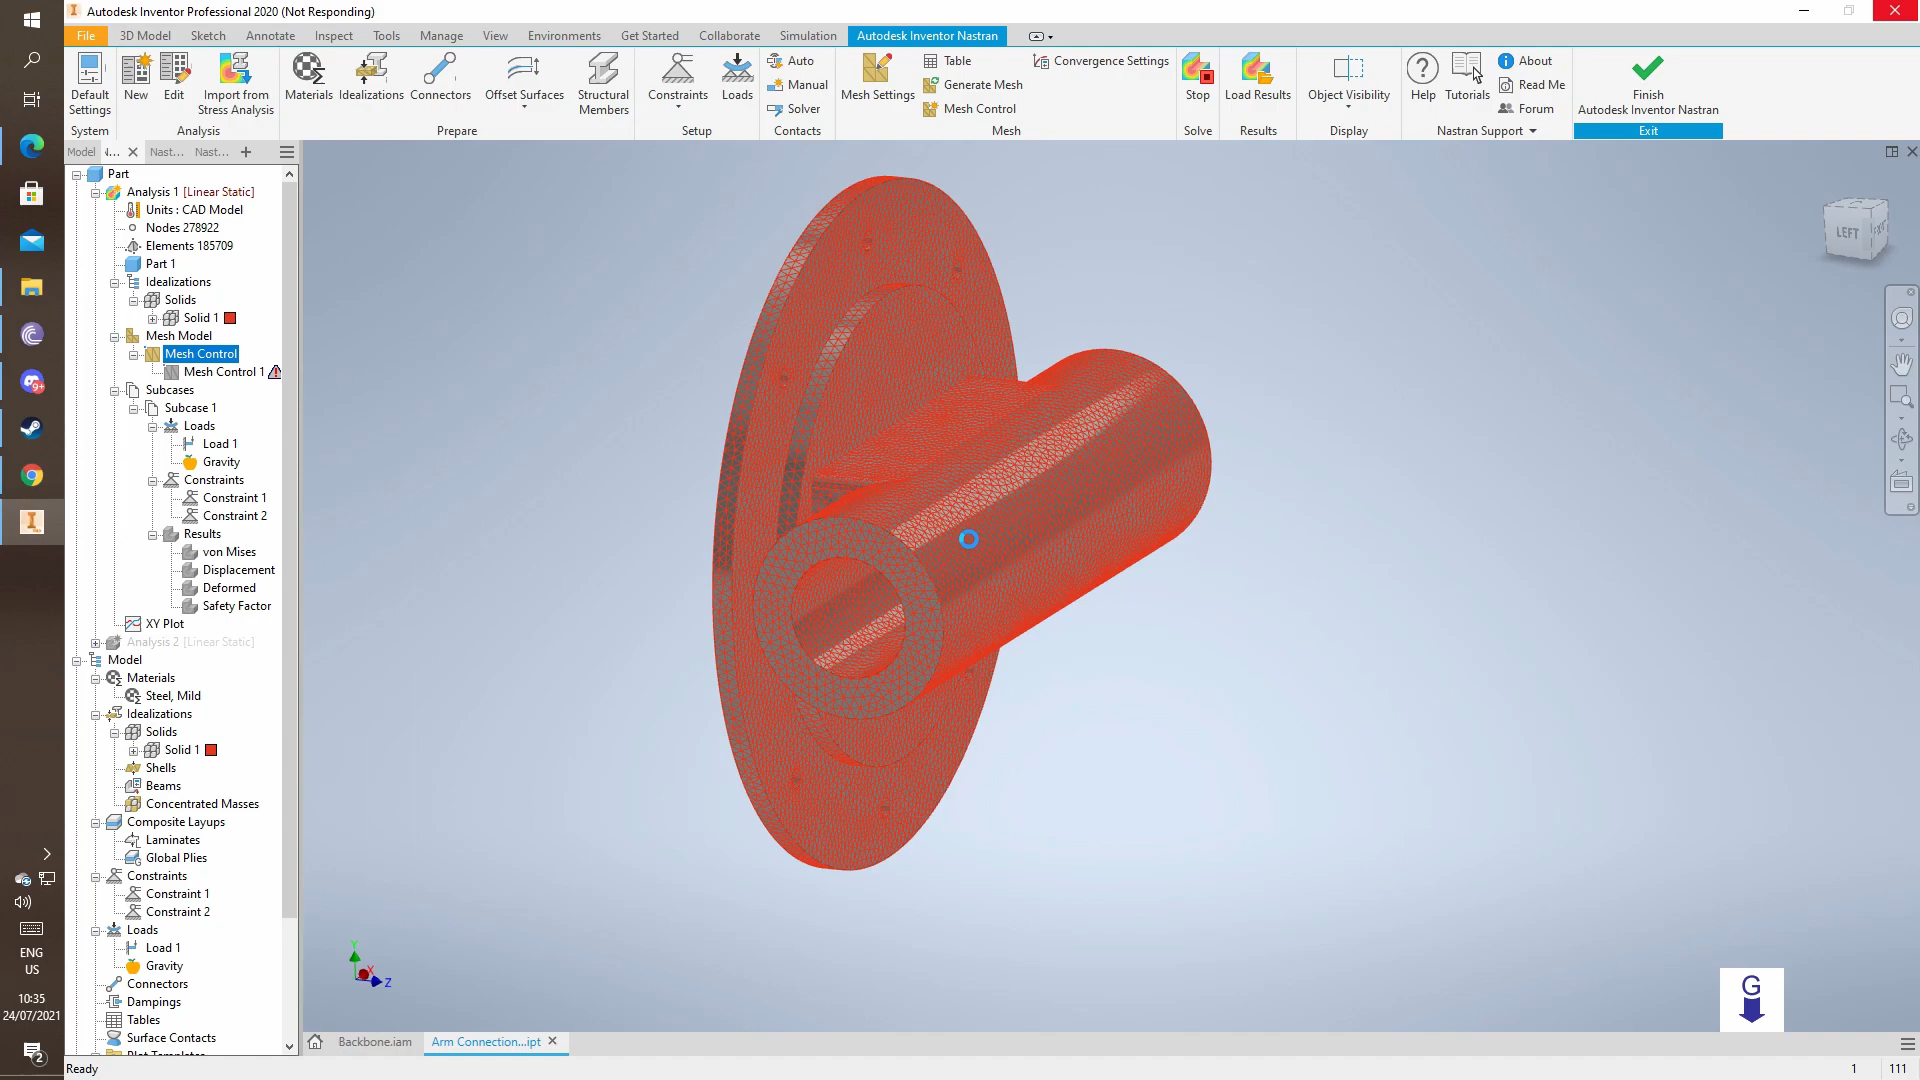 Autodesk Inventor Professional 2020 (Not Responding)
File 3D Model Sketch Annotate Inspect Tools Manage View Environments Get Started Collaborate Simulation Autodesk Inventor Nastran
Default Settings
New
Edit
Import from Stress Analysis
Materials
Idealizations
Connectors
Offset Surfaces
Structural Members
Constraints
Loads
Auto
Manual
Solver
Mesh Settings
Table
Generate Mesh
Mesh Control
Convergence Settings
Stop
Load Results
Object Visibility
Help
Tutorials
About
Read Me
Forum
Finish
Autodesk Inventor Nastran
System Analysis Prepare Setup Contacts Mesh Solve Results Display Nastran Support Exit
Model \... Nast... Nast...
Part
Analysis 1 [Linear Static]
Units : CAD Model
Nodes 278922
Elements 185709
Part 1
Idealizations
Solids
Solid 1
Mesh Model
Mesh Control
Mesh Control 1
Subcases
Subcase 1
Loads
Load 1
Gravity
Constraints
Constraint 1
Constraint 2
Results
von Mises
Displacement
Deformed
Safety Factor
XY Plot
Analysis 2 [Linear Static]
Model
Materials
Steel, Mild
Idealizations
Solids
Solid 1
Shells
Beams
Concentrated Masses
Composite Layups
Laminates
Global Plies
Constraints
Constraint 1
Constraint 2
Loads
Load 1
Gravity
Connectors
Dampings
Tables
Surface Contacts
Plot Templates
LEFT
Y
X
Z
G
9+
ENG
US
10:35
24/07/2021
2
Backbone.iam Arm Connection...ipt
Ready 1 111